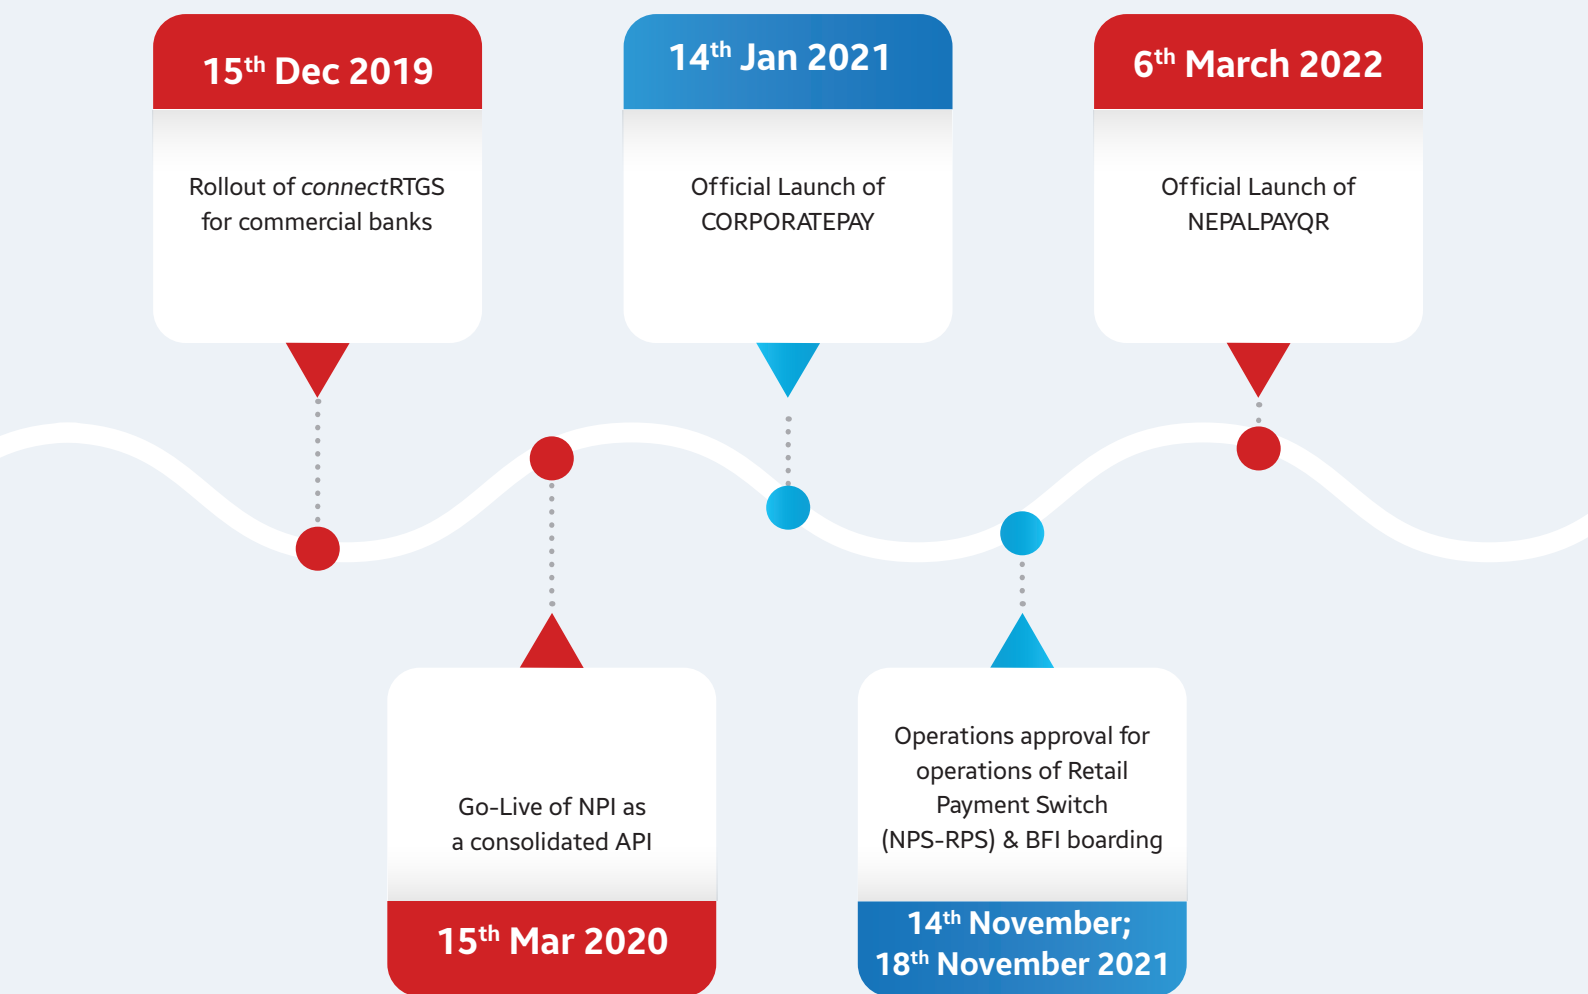 15th Dec 2019
Rollout of connectRTGS
for commercial banks
14th Jan 2021
Official Launch of
CORPORATEPAY
6th March 2022
Official Launch of
NEPALPAYQR
Go-Live of NPI as
a consolidated API
15th Mar 2020
Operations approval for
operations of Retail
Payment Switch
(NPS-RPS) & BFI boarding
14th November;
18th November 2021